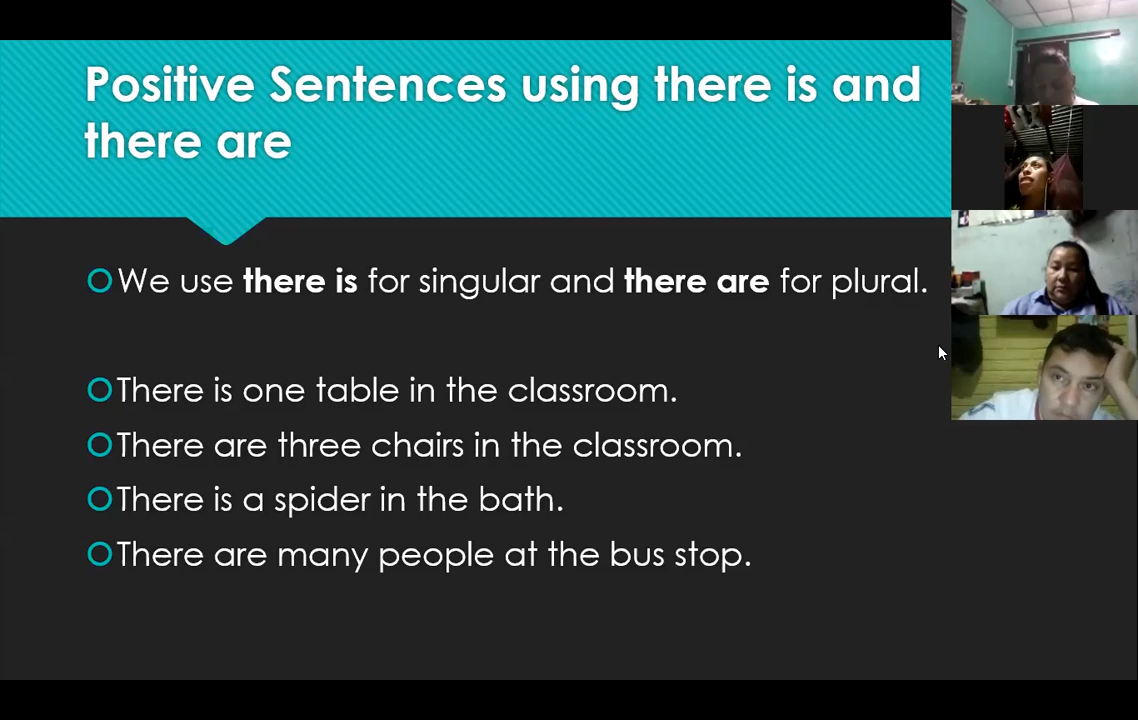 Positive Sentences using there is and
there are
We use there is for singular and there are for plural.
There is one table in the classroom.
There are three chairs in the classroom.
There is a spider in the bath.
There are many people at the bus stop.